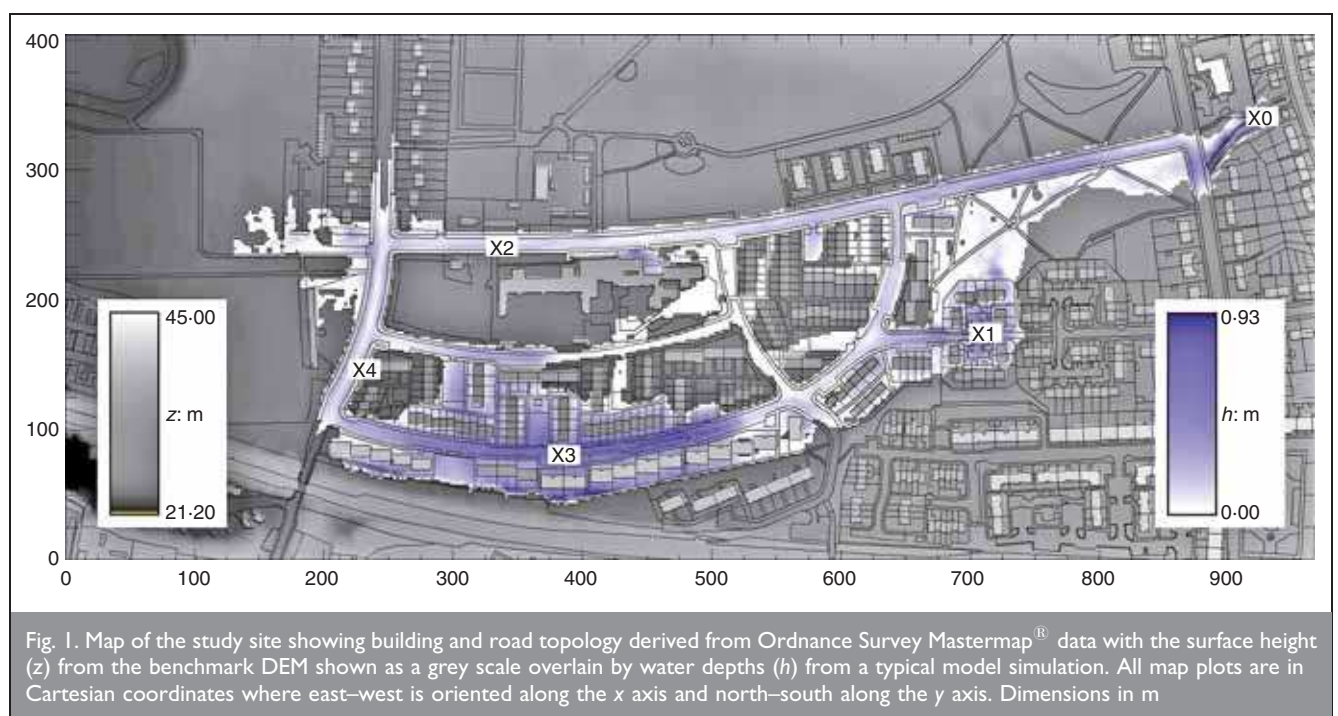 400
300
200
100
0
0 100 200 300 400 500 600 700 800 900
X0
X2
X1
X4
X3
45·00
z: m
21·20
0·93
h: m
0·00
Fig. 1. Map of the study site showing building and road topology derived from Ordnance Survey Mastermap® data with the surface height
(z) from the benchmark DEM shown as a grey scale overlain by water depths (h) from a typical model simulation. All map plots are in
Cartesian coordinates where east–west is oriented along the x axis and north–south along the y axis. Dimensions in m